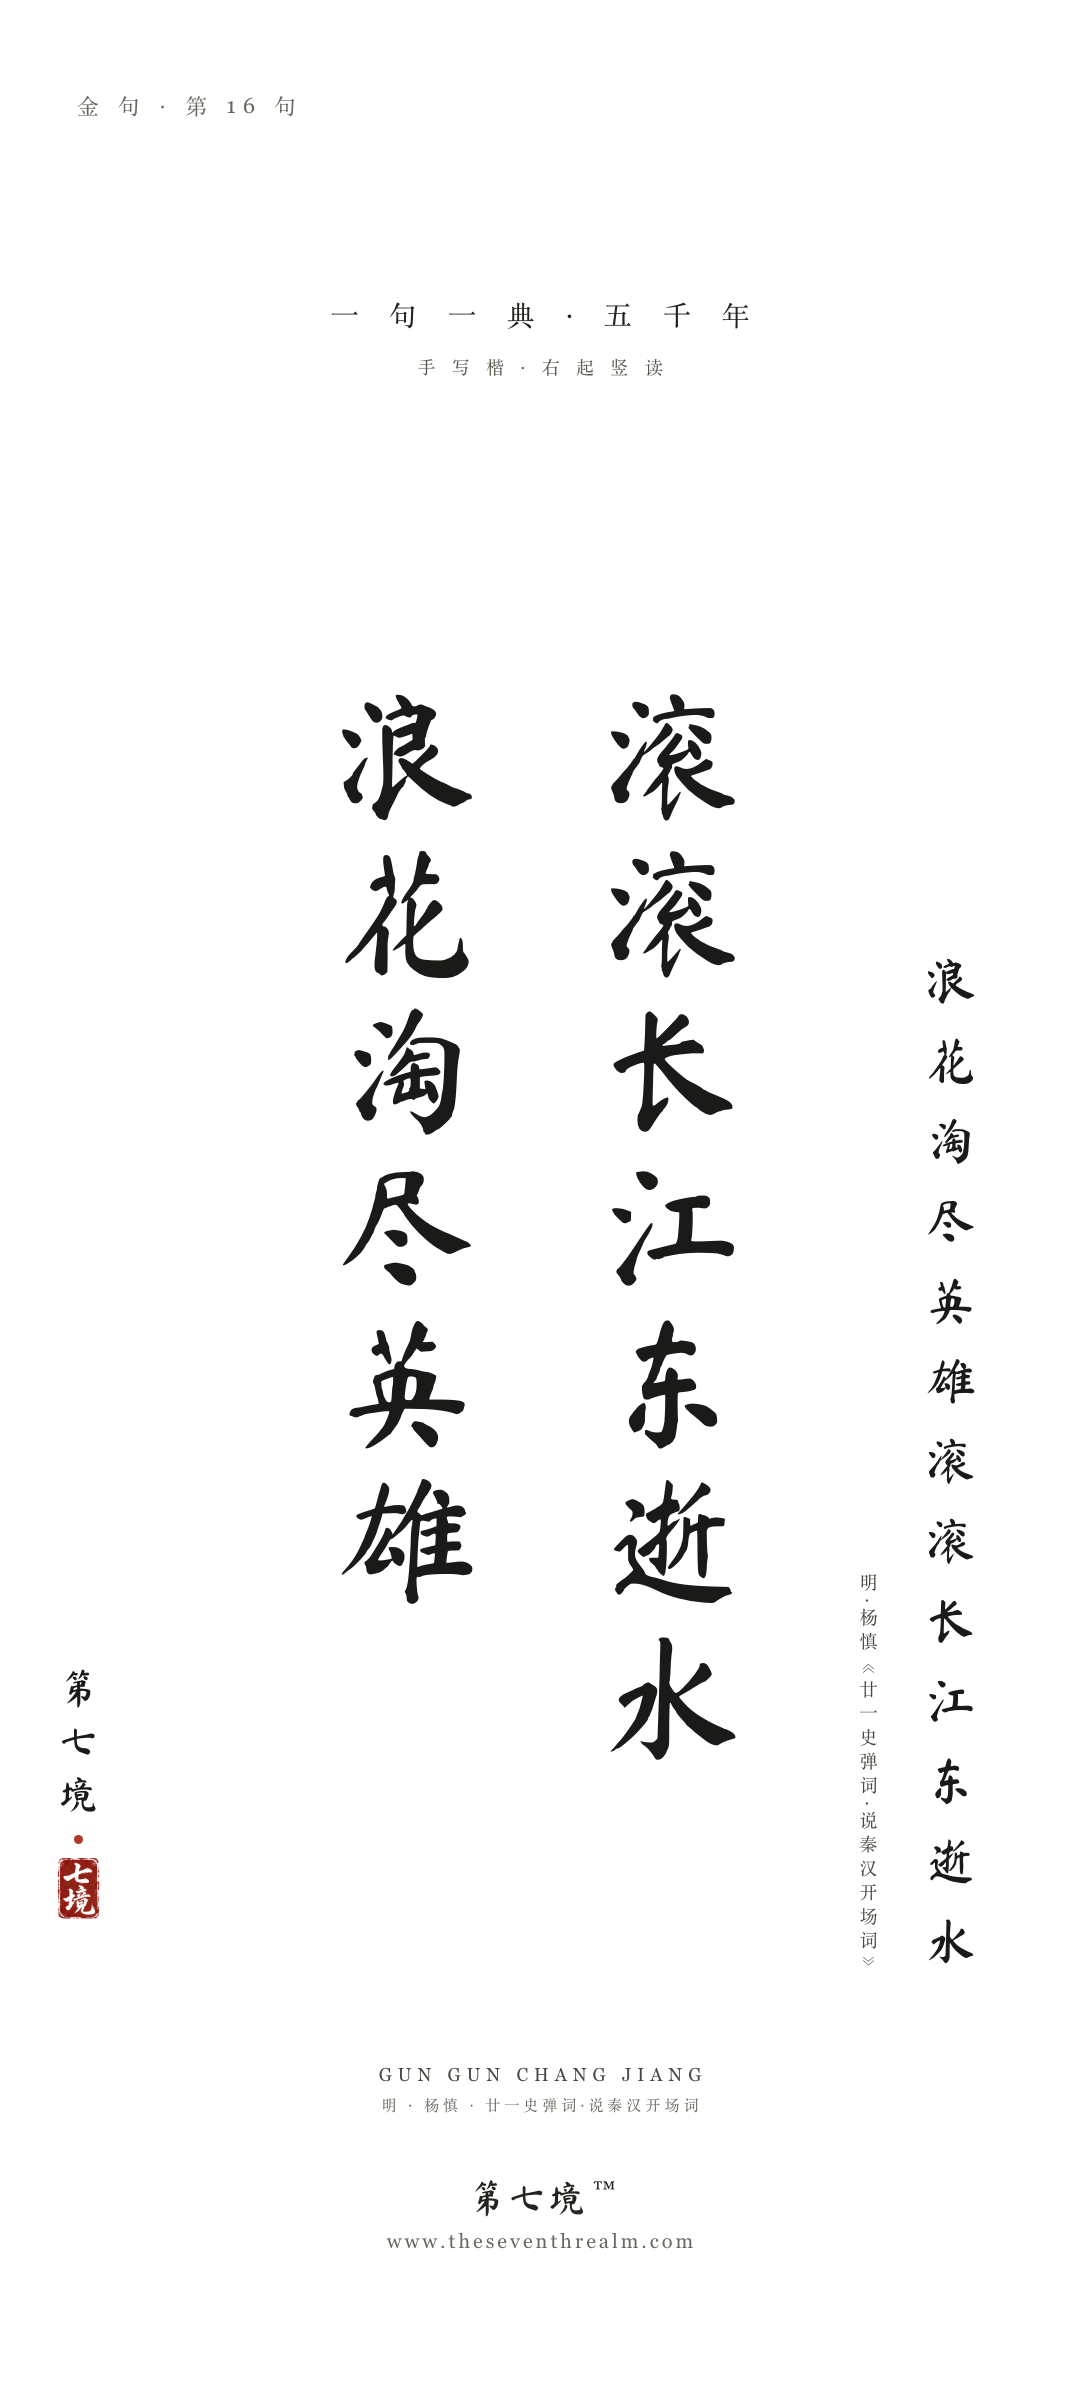 金句·第16句
一句一典·五千年
手写楷·右起竖读
滚滚长江东逝水
浪花淘尽英雄
浪花淘尽英雄滚滚长江东逝水
明·杨慎《廿一史弹词·说秦汉开场词》
第七境
七境
GUN GUN CHANG JIANG
明·杨慎·廿一史弹词·说秦汉开场词
第七境™
www.theseventhrealm.com